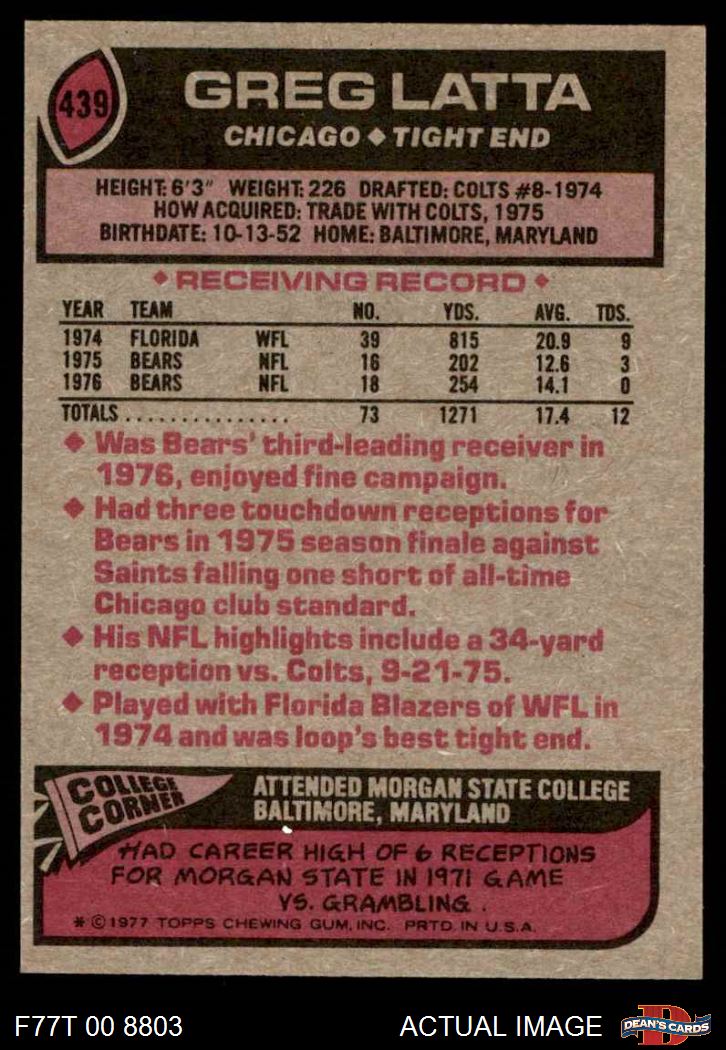 439
GREG LATTA
CHICAGO ◆ TIGHT END
HEIGHT: 6'3" WEIGHT: 226 DRAFTED: COLTS #8-1974
HOW ACQUIRED: TRADE WITH COLTS, 1975
BIRTHDATE: 10-13-52 HOME: BALTIMORE, MARYLAND
◆ RECEIVING RECORD ◆
YEAR TEAM NO. YDS. AVG. TDS.
1974 FLORIDA WFL 39 815 20.9 9
1975 BEARS NFL 16 202 12.6 3
1976 BEARS NFL 18 254 14.1 0
TOTALS . . . . . . . . . . . . . . . 73 1271 17.4 12
◆ Was Bears' third-leading receiver in
1976, enjoyed fine campaign.
◆ Had three touchdown receptions for
Bears in 1975 season finale against
Saints falling one short of all-time
Chicago club standard.
◆ His NFL highlights include a 34-yard
reception vs. Colts, 9-21-75.
◆ Played with Florida Blazers of WFL in
1974 and was loop's best tight end.
COLLEGE
CORNER
ATTENDED MORGAN STATE COLLEGE
BALTIMORE, MARYLAND
HAD CAREER HIGH OF 6 RECEPTIONS
FOR MORGAN STATE IN 1971 GAME
VS. GRAMBLING.
* © 1977 TOPPS CHEWING GUM, INC. PRTD IN U.S.A.
F77T 00 8803
ACTUAL IMAGE
D
DEAN'S CARDS